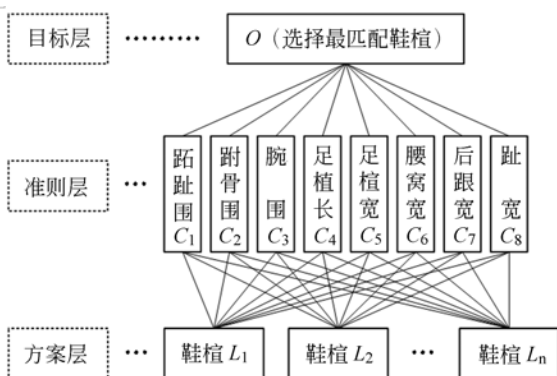 目标层 ……… O（选择最匹配鞋楦）
准则层 … 跖趾围C1 跗骨围C2 腕围C3 足植长C4 足楦宽C5 腰窝宽C6 后跟宽C7 趾宽C8
方案层 … 鞋楦L1 鞋楦L2 … 鞋楦Ln